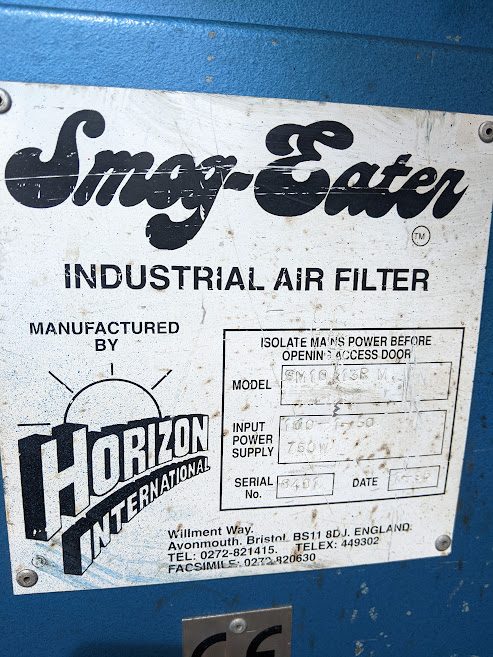 Smog-Eater
TM
INDUSTRIAL AIR FILTER
MANUFACTURED
BY
HORIZON
INTERNATIONAL
ISOLATE MAINS POWER BEFORE
OPENING ACCESS DOOR
MODEL
INPUT
POWER
SUPPLY
750W
SERIAL
No.
DATE
Willment Way.
Avonmouth. Bristol. BS11 8DJ. ENGLAND.
TEL: 0272-821415. TELEX: 449302
FACSIMILE: 0272-820630
CE